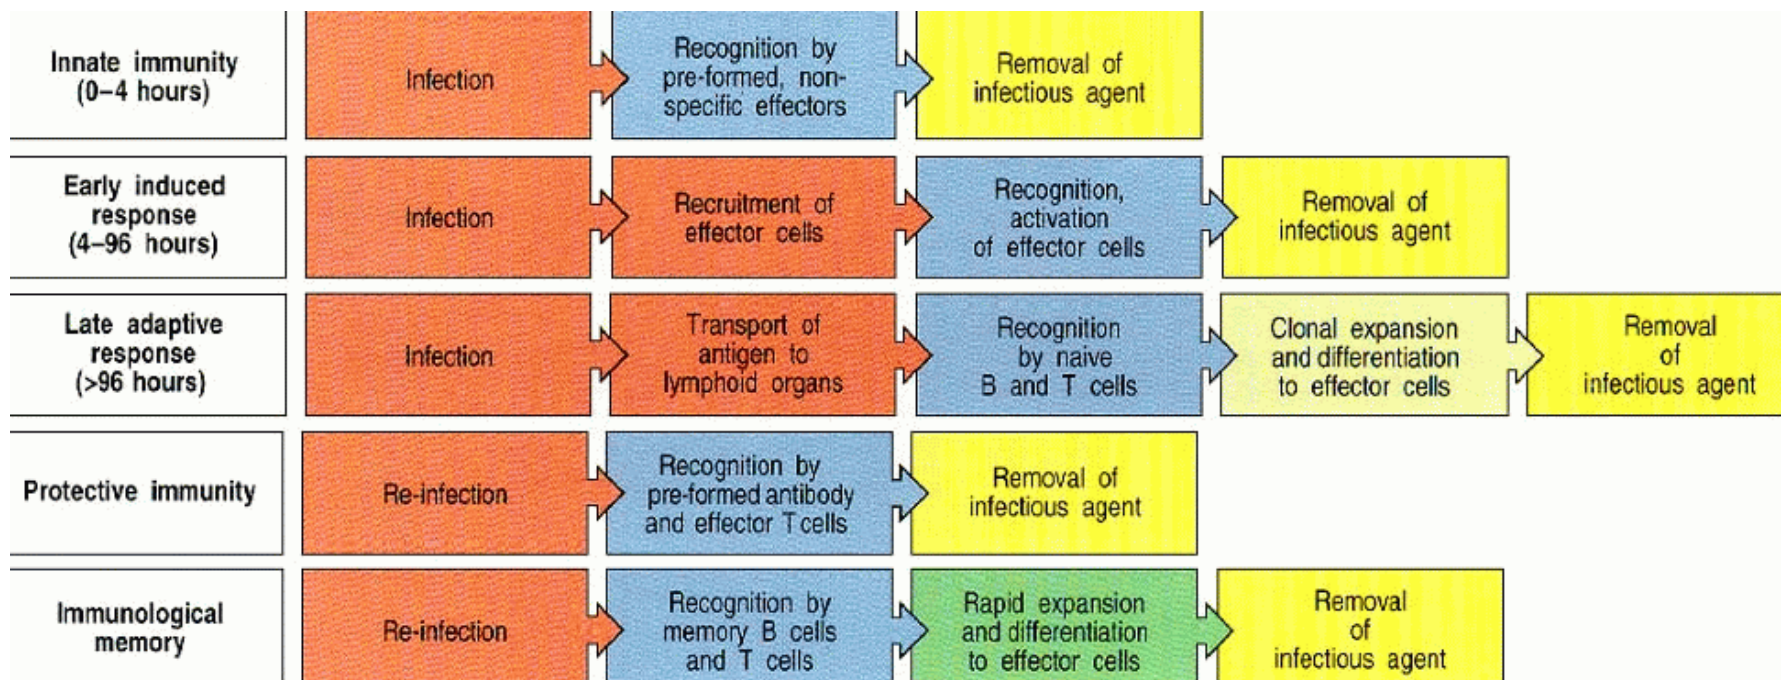 Innate immunity
(0–4 hours)
Infection
Recognition by
pre-formed, non-
specific effectors
Removal of
infectious agent
Early induced
response
(4–96 hours)
Infection
Recruitment of
effector cells
Recognition,
activation
of effector cells
Removal of
infectious agent
Late adaptive
response
(>96 hours)
Infection
Transport of
antigen to
lymphoid organs
Recognition
by naive
B and T cells
Clonal expansion
and differentiation
to effector cells
Removal
of
infectious agent
Protective immunity
Re-infection
Recognition by
pre-formed antibody
and effector T cells
Removal of
infectious agent
Immunological
memory
Re-infection
Recognition by
memory B cells
and T cells
Rapid expansion
and differentiation
to effector cells
Removal
of
infectious agent